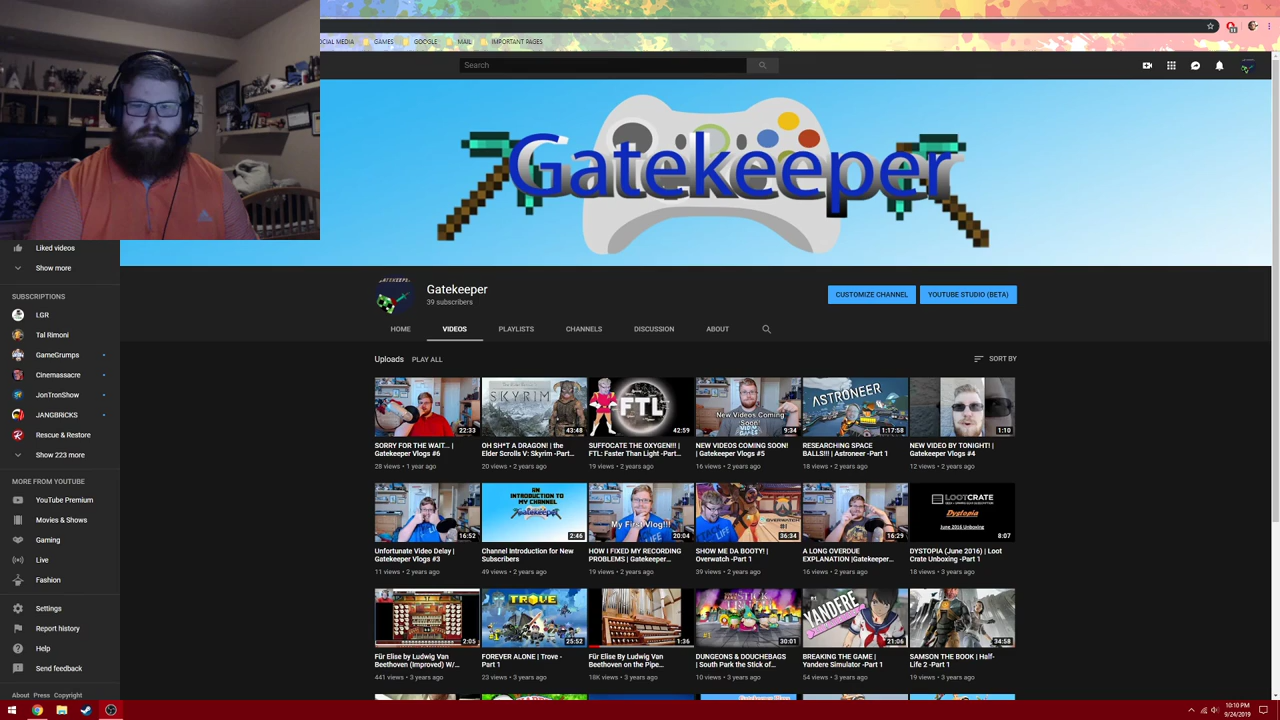 OCIAL MEDIA GAMES GOOGLE MAIL IMPORTANT PAGES
Search
Gatekeeper
Liked videos
Show more
SUBSCRIPTIONS
LGR
Tal Rimoni
GameGrumps
Cinemassacre
JonTronShow
JANGBRICKS
Rescue & Restore
Show 223 more
MORE FROM YOUTUBE
YouTube Premium
Movies & Shows
Gaming
Live
Fashion
Settings
Report history
Help
Send feedback
About Press Copyright
Gatekeeper
39 subscribers
CUSTOMIZE CHANNEL YOUTUBE STUDIO (BETA)
HOME VIDEOS PLAYLISTS CHANNELS DISCUSSION ABOUT
Uploads PLAY ALL SORT BY
22:33
SORRY FOR THE WAIT... |
Gatekeeper Vlogs #6
28 views • 1 year ago
SKYRIM
43:48
OH SH*T A DRAGON! | the
Elder Scrolls V: Skyrim -Part...
20 views • 2 years ago
FTL
42:59
SUFFOCATE THE OXYGEN!!! |
FTL: Faster Than Light -Part...
19 views • 2 years ago
New Videos Coming
Soon!
9:34
NEW VIDEOS COMING SOON!
| Gatekeeper Vlogs #5
16 views • 2 years ago
ASTRONEER
1:17:58
RESEARCHING SPACE
BALLS!!! | Astroneer -Part 1
18 views • 2 years ago
1:10
NEW VIDEO BY TONIGHT! |
Gatekeeper Vlogs #4
12 views • 2 years ago
16:52
Unfortunate Video Delay |
Gatekeeper Vlogs #3
11 views • 2 years ago
AN
INTRODUCTION TO
MY CHANNEL
Gatekeeper
2:46
Channel Introduction for New
Subscribers
49 views • 2 years ago
My First Vlog!!!
20:04
HOW I FIXED MY RECORDING
PROBLEMS | Gatekeeper...
19 views • 2 years ago
LIFE
OVERWATCH
#1
36:34
SHOW ME DA BOOTY! |
Overwatch -Part 1
39 views • 2 years ago
16:29
A LONG OVERDUE
EXPLANATION |Gatekeeper...
16 views • 2 years ago
LOOTCRATE
Dystopia
June 2016 Unboxing
8:07
DYSTOPIA (June 2016) | Loot
Crate Unboxing -Part 1
18 views • 3 years ago
2:05
Für Elise by Ludwig Van
Beethoven (Improved) W/...
441 views • 3 years ago
TROVE
#1
25:52
FOREVER ALONE | Trove -
Part 1
23 views • 3 years ago
1:36
Für Elise By Ludwig Van
Beethoven on the Pipe...
18K views • 3 years ago
#1
30:01
DUNGEONS & DOUCHEBAGS
| South Park the Stick of...
10 views • 3 years ago
YANDERE
21:06
BREAKING THE GAME |
Yandere Simulator -Part 1
54 views • 3 years ago
34:58
SAMSON THE BOOK | Half-
Life 2 -Part 1
19 views • 3 years ago
10:10 PM
9/24/2019